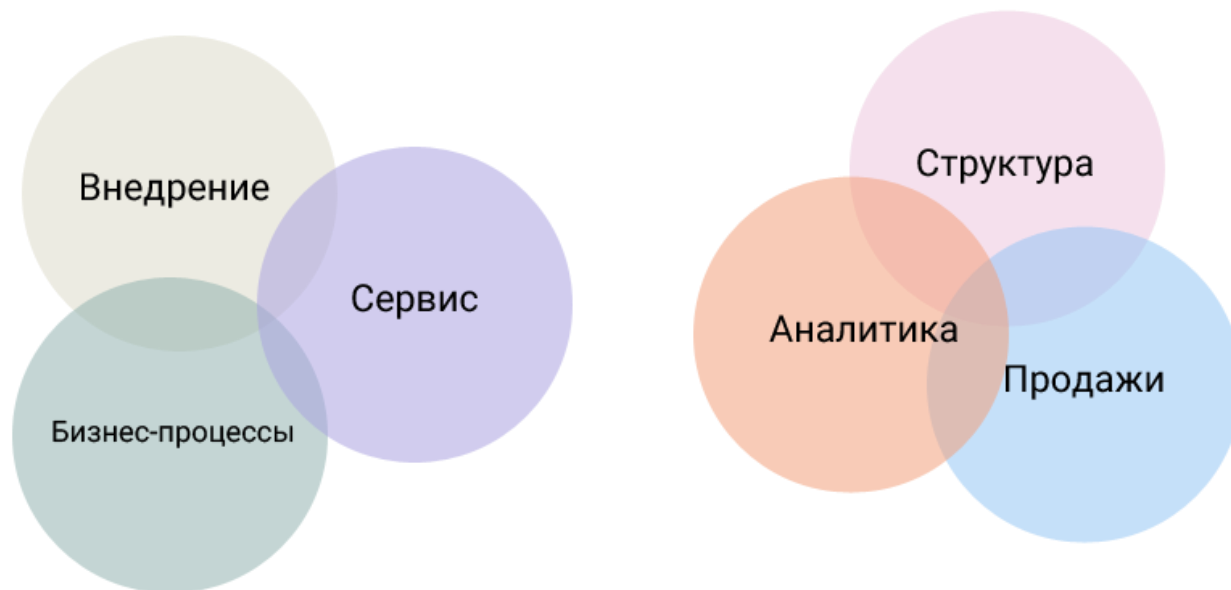 Внедрение
Сервис
Бизнес-процессы
Структура
Аналитика
Продажи